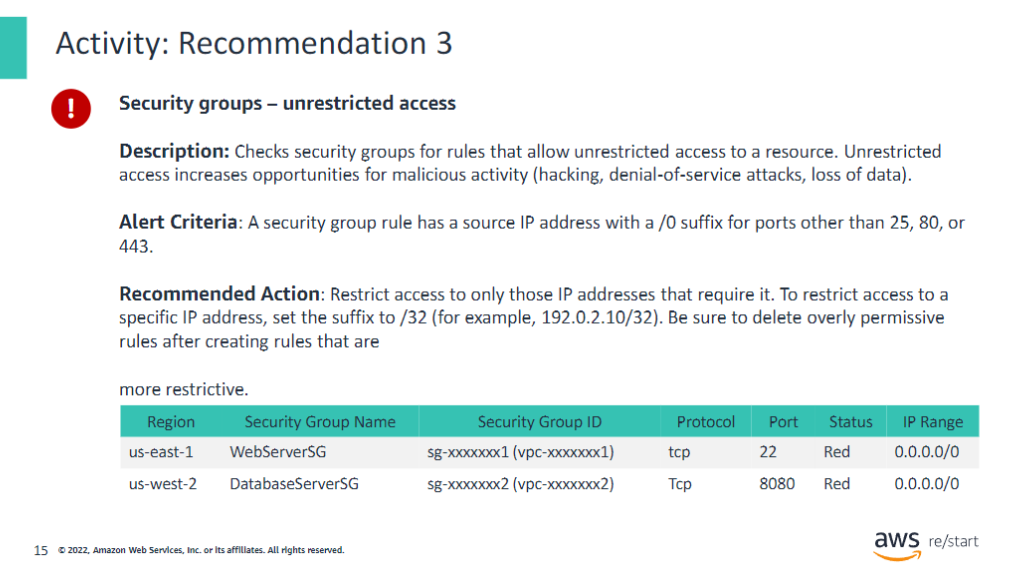 Activity: Recommendation 3
!
Security groups – unrestricted access
Description: Checks security groups for rules that allow unrestricted access to a resource. Unrestricted
access increases opportunities for malicious activity (hacking, denial-of-service attacks, loss of data).
Alert Criteria: A security group rule has a source IP address with a /0 suffix for ports other than 25, 80, or
443.
Recommended Action: Restrict access to only those IP addresses that require it. To restrict access to a
specific IP address, set the suffix to /32 (for example, 192.0.2.10/32). Be sure to delete overly permissive
rules after creating rules that are
more restrictive.
Region Security Group Name Security Group ID Protocol Port Status IP Range
us-east-1 WebServerSG sg-xxxxxxx1 (vpc-xxxxxxx1) tcp 22 Red 0.0.0.0/0
us-west-2 DatabaseServerSG sg-xxxxxxx2 (vpc-xxxxxxx2) Tcp 8080 Red 0.0.0.0/0
15 © 2022, Amazon Web Services, Inc. or its affiliates. All rights reserved.
aws re/start